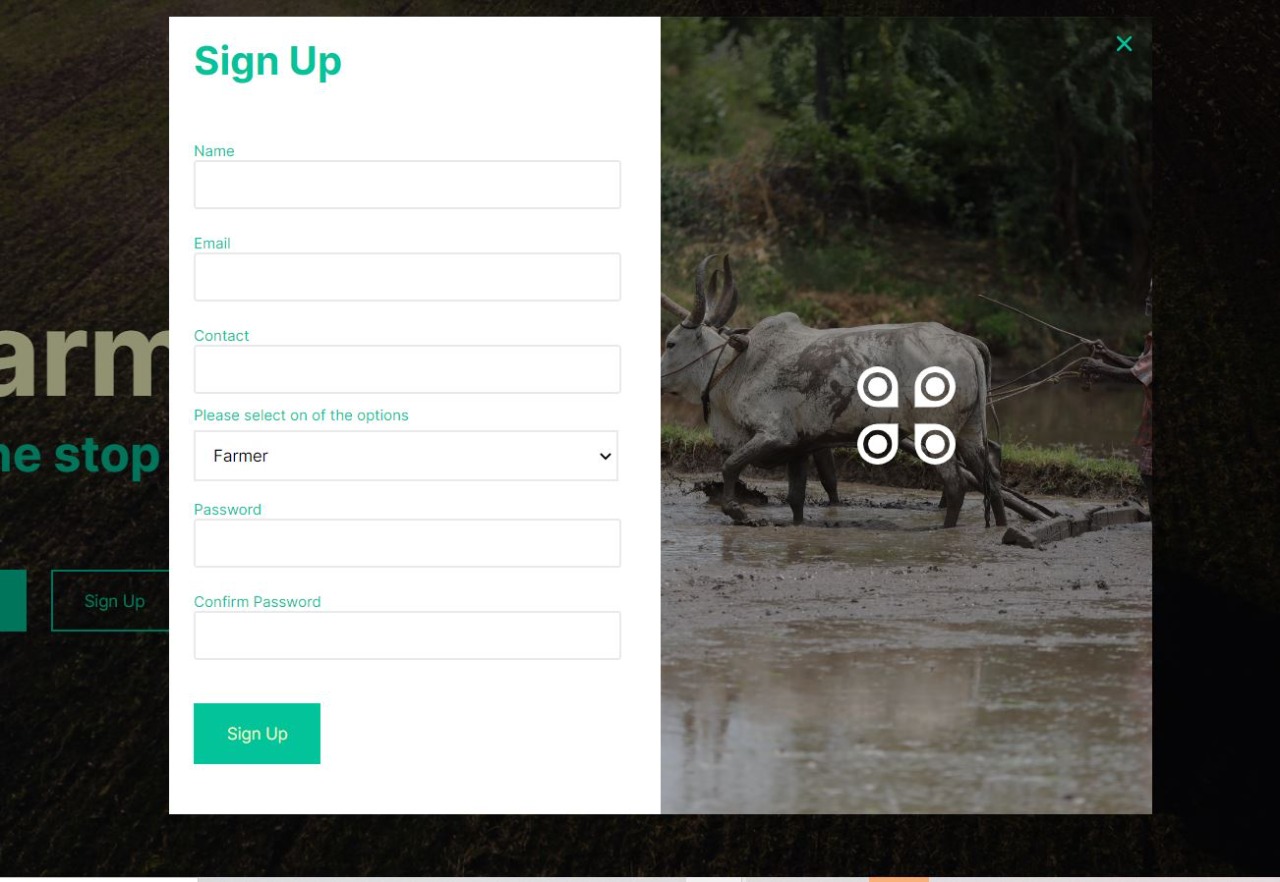 Sign Up
Name
Email
Contact
Please select on of the options
Farmer
Password
Confirm Password
Sign Up
arm
ne stop
Sign Up